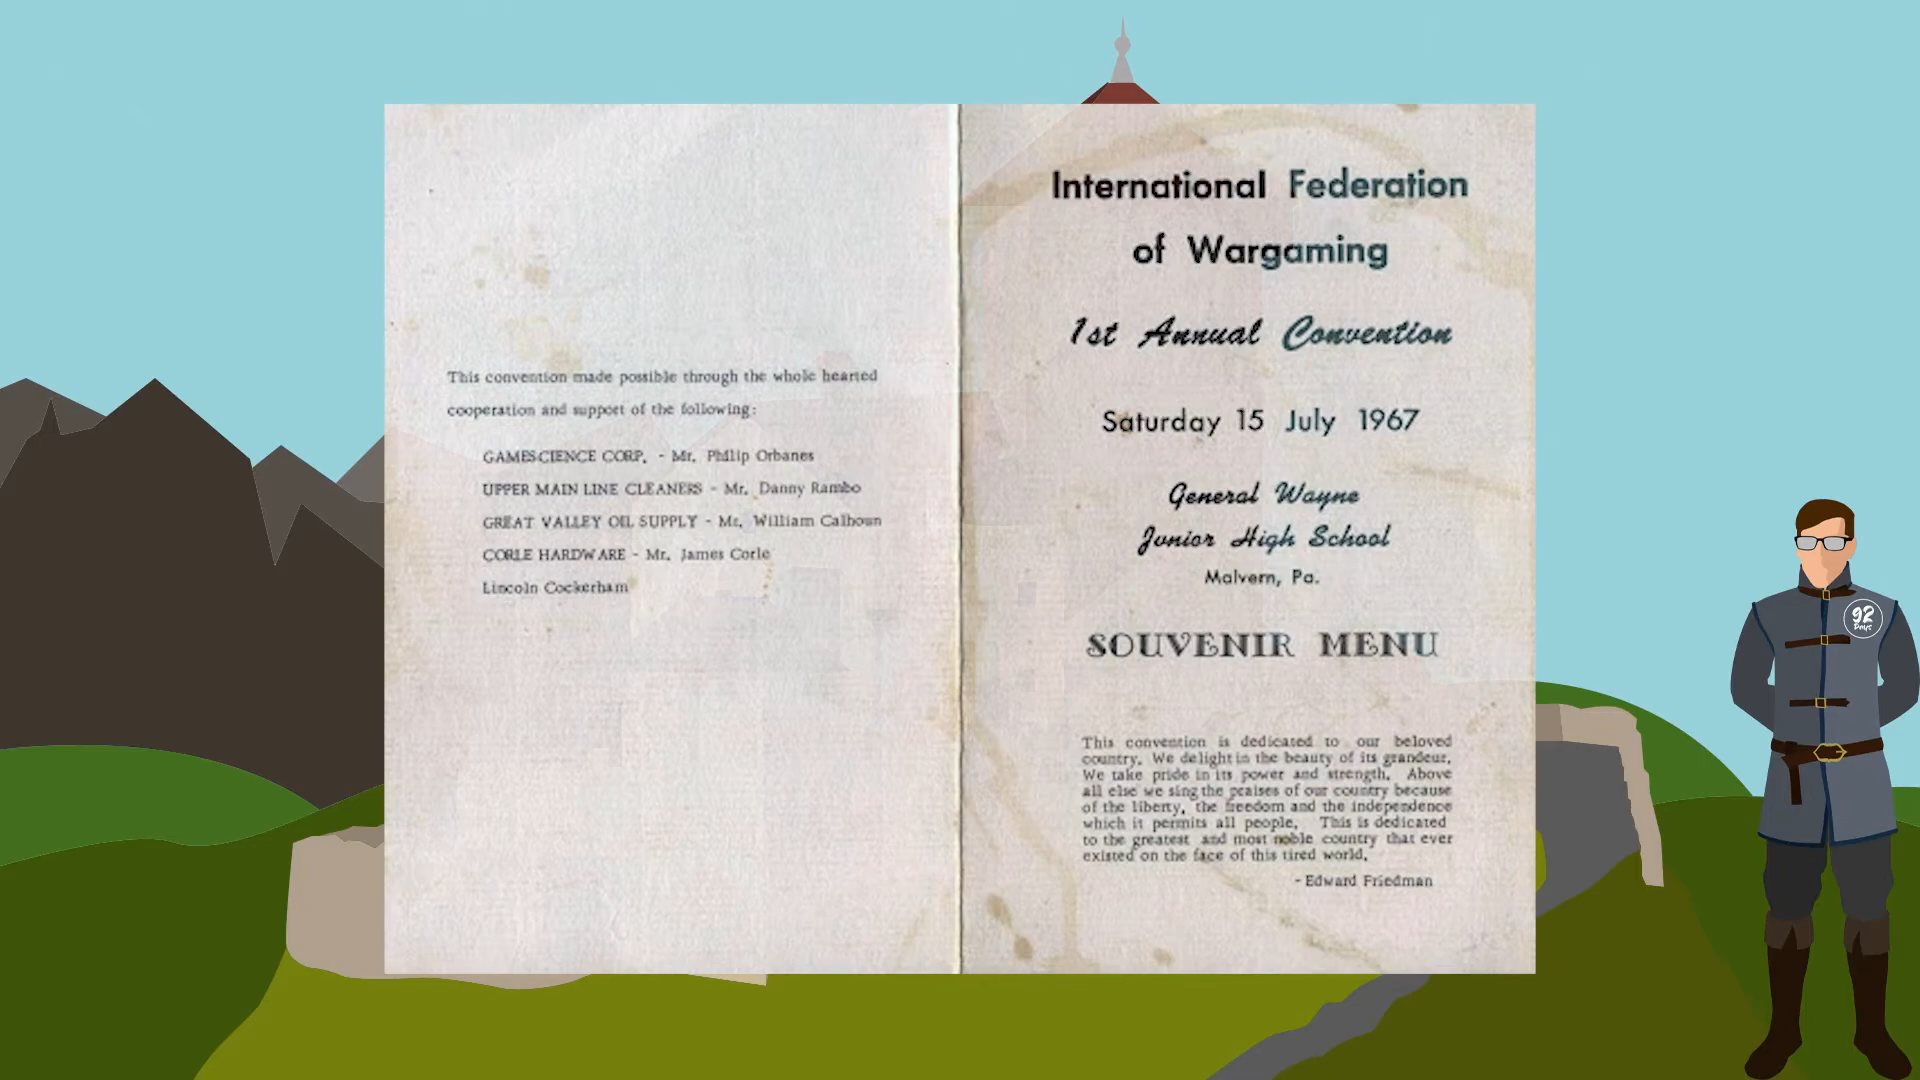 This convention made possible through the whole hearted
cooperation and support of the following:
GAMESCIENCE CORP. - Mr. Philip Orbanes
UPPER MAIN LINE CLEANERS - Mr. Danny Rambo
GREAT VALLEY OIL SUPPLY - Mr. William Calhoun
CORLE HARDWARE - Mr. James Corle
Lincoln Cockerham
International Federation
of Wargaming
1st Annual Convention
Saturday 15 July 1967
General Wayne
Junior High School
Malvern, Pa.
SOUVENIR MENU
This convention is dedicated to our beloved
country. We delight in the beauty of its grandeur.
We take pride in its power and strength. Above
all else we sing the praises of our country because
of the liberty, the freedom and the independence
which it permits all people. This is dedicated
to the greatest and most noble country that ever
existed on the face of this tired world.
- Edward Friedman
92
Days